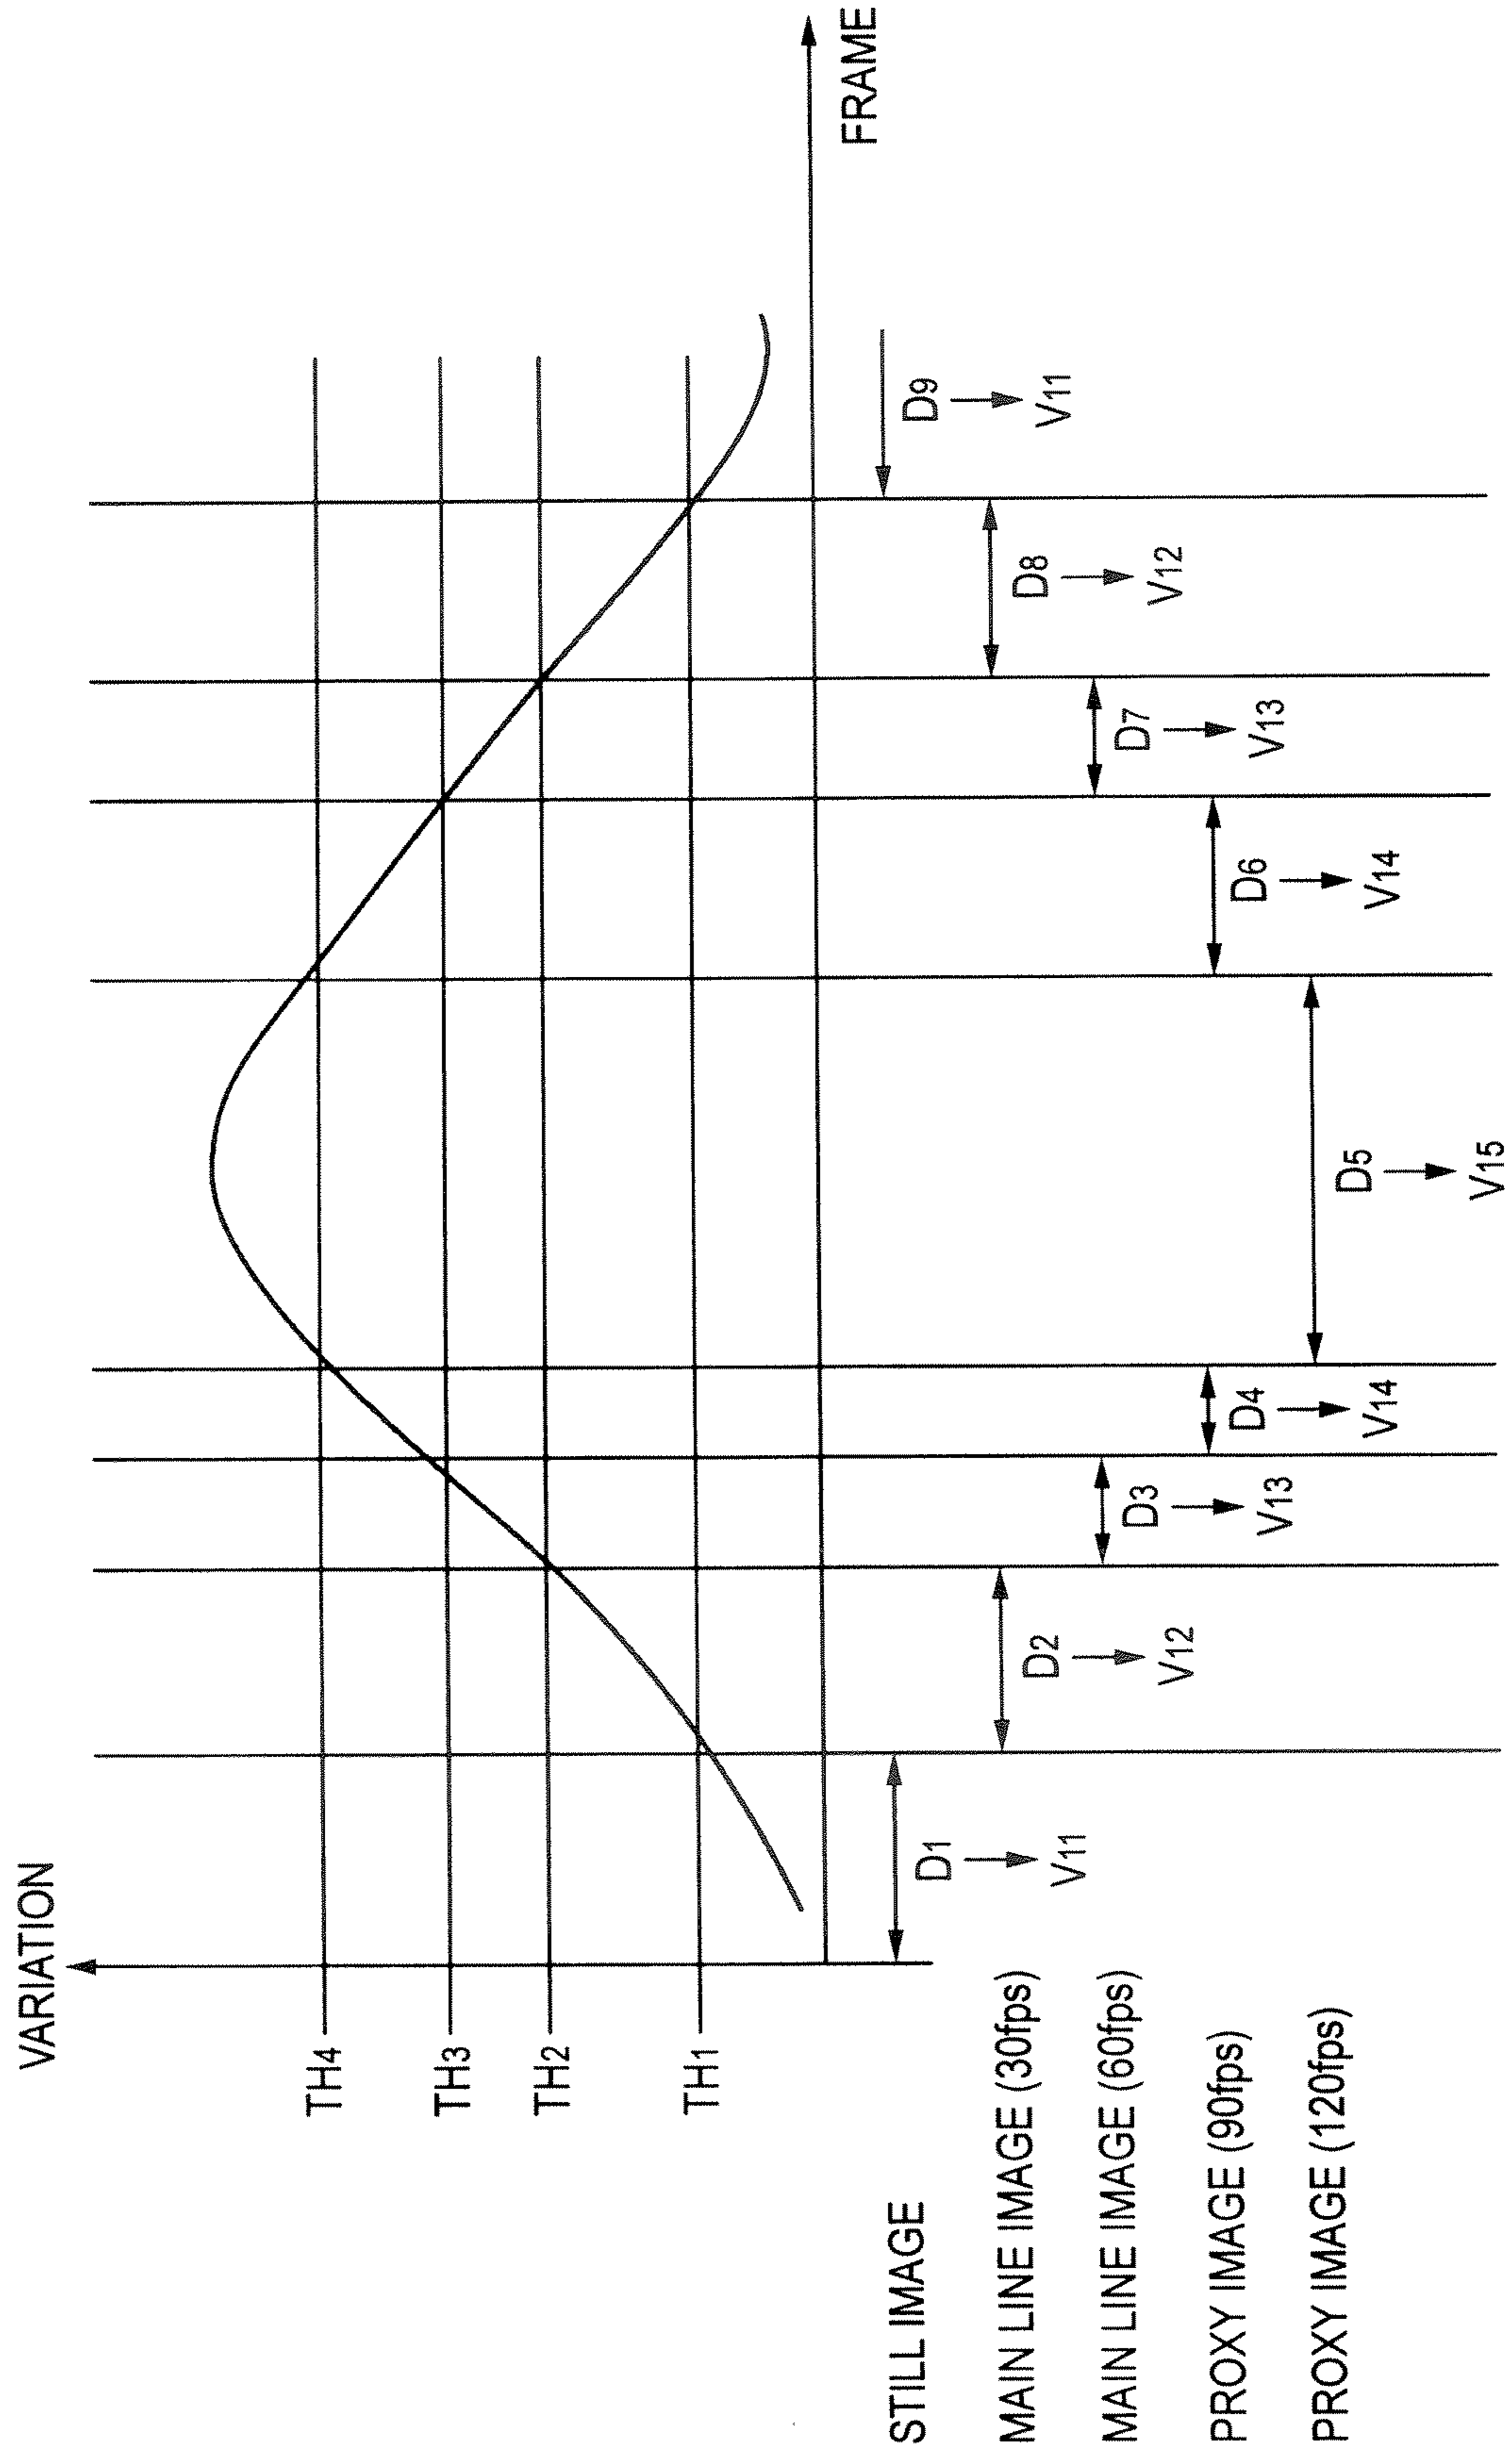 VARIATION
TH4
TH3
TH2
TH1
FRAME
STILL IMAGE
D1
V11
D9
V11
MAIN LINE IMAGE (30fps)
D2
V12
D8
V12
MAIN LINE IMAGE (60fps)
D3
V13
D7
V13
PROXY IMAGE (90fps)
D4
V14
D6
V14
PROXY IMAGE (120fps)
D5
V15